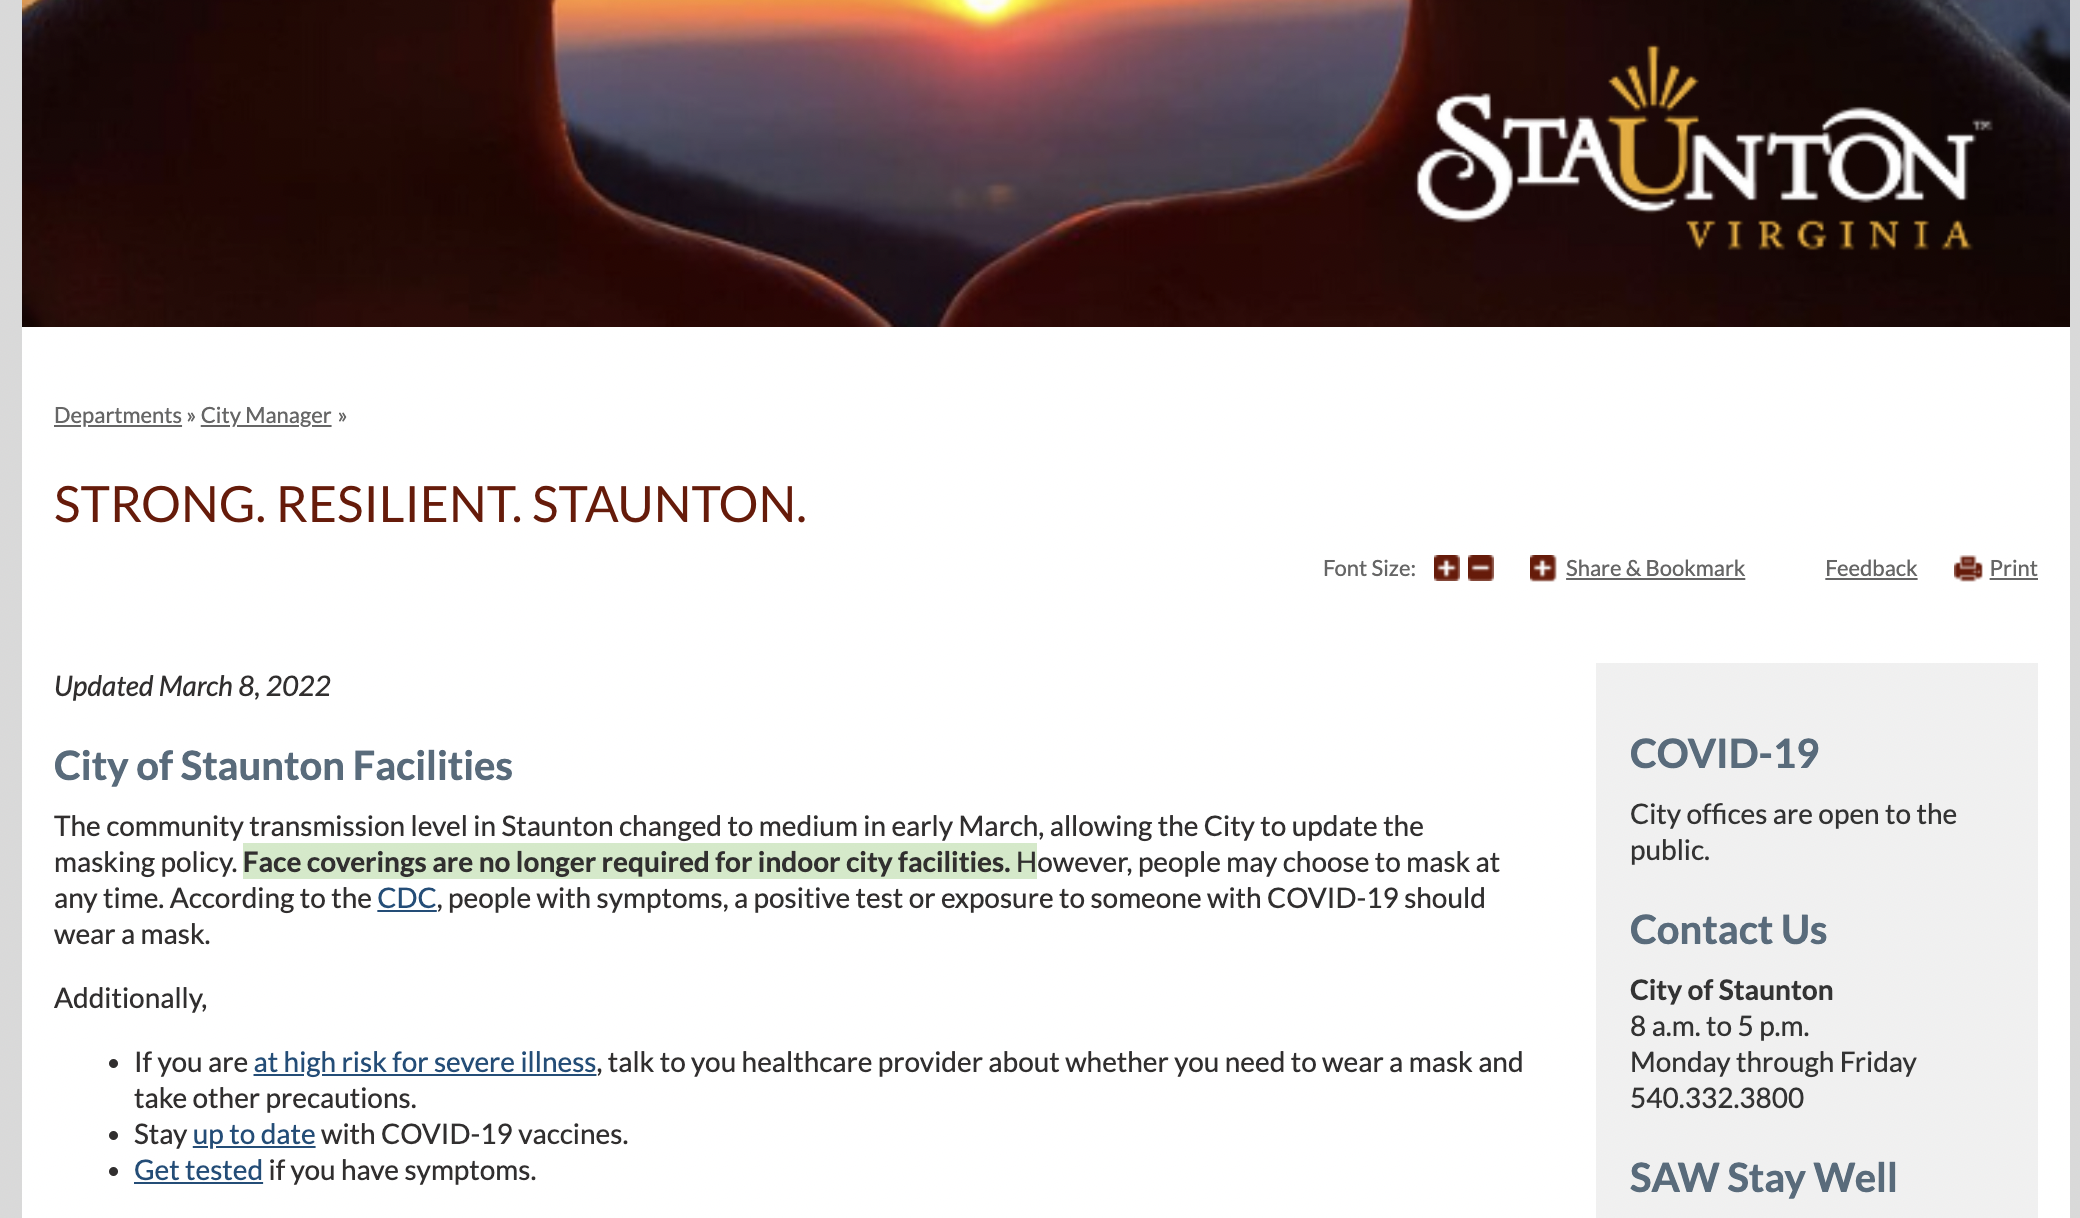 STAUNTON™
VIRGINIA
Departments » City Manager »
STRONG. RESILIENT. STAUNTON.
Font Size: Share & Bookmark Feedback Print
Updated March 8, 2022
City of Staunton Facilities
The community transmission level in Staunton changed to medium in early March, allowing the City to update the
masking policy. Face coverings are no longer required for indoor city facilities. However, people may choose to mask at
any time. According to the CDC, people with symptoms, a positive test or exposure to someone with COVID-19 should
wear a mask.
Additionally,
• If you are at high risk for severe illness, talk to you healthcare provider about whether you need to wear a mask and
take other precautions.
• Stay up to date with COVID-19 vaccines.
• Get tested if you have symptoms.
COVID-19
City offices are open to the
public.
Contact Us
City of Staunton
8 a.m. to 5 p.m.
Monday through Friday
540.332.3800
SAW Stay Well